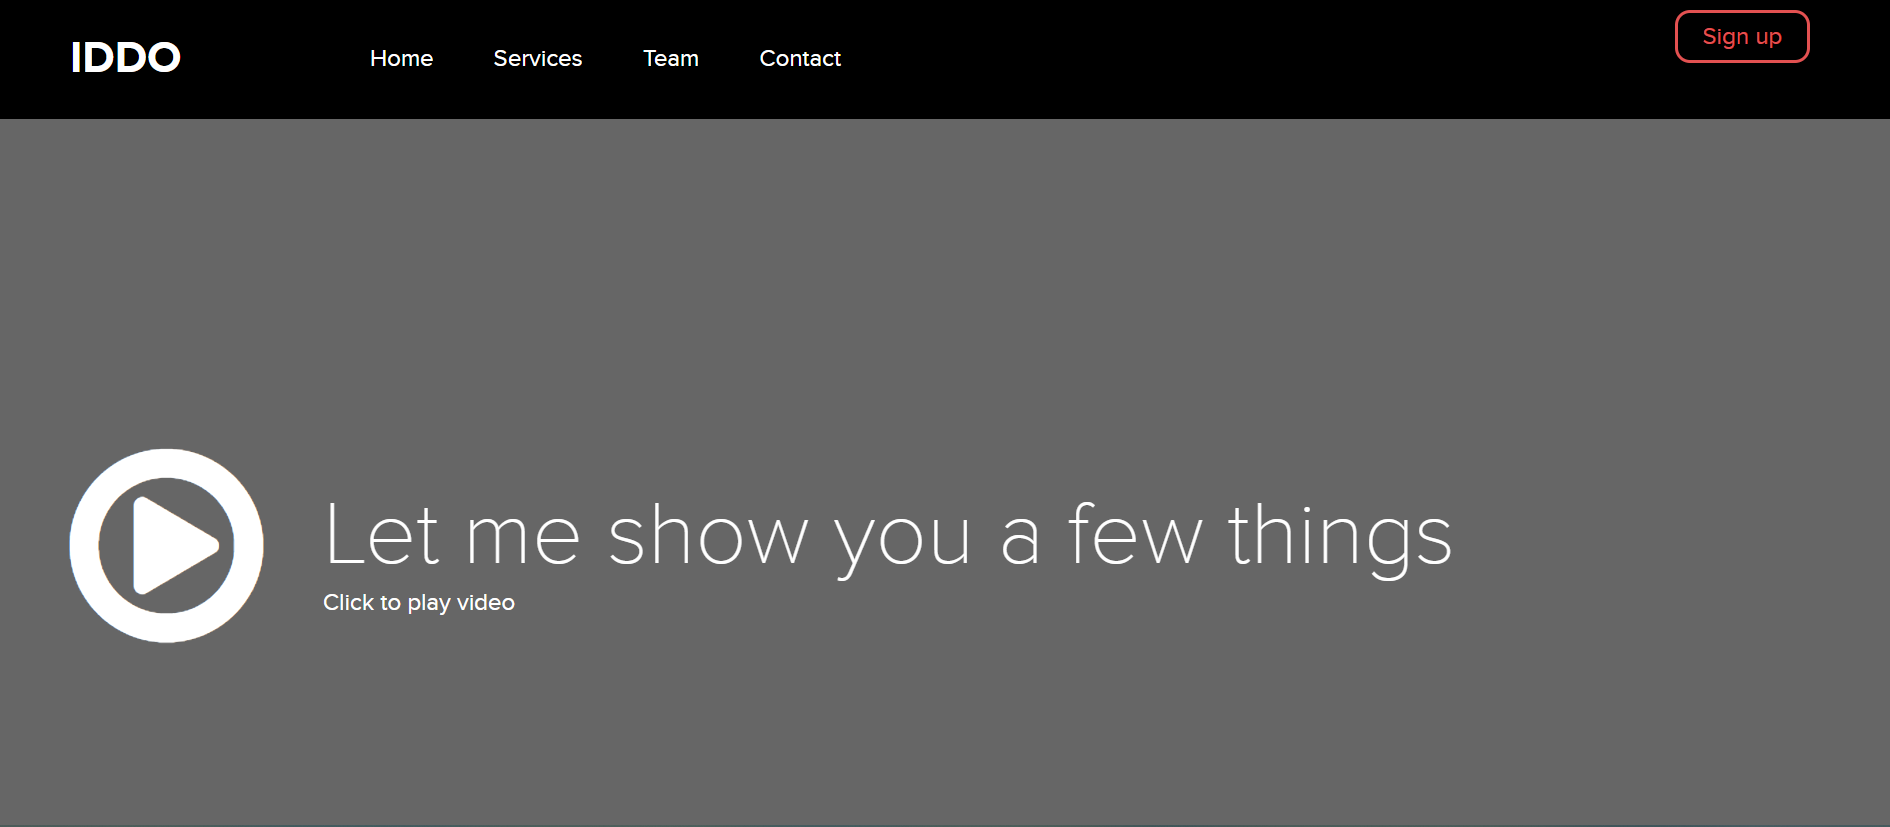 IDDO
Home Services Team Contact
Sign up
Let me show you a few things
Click to play video